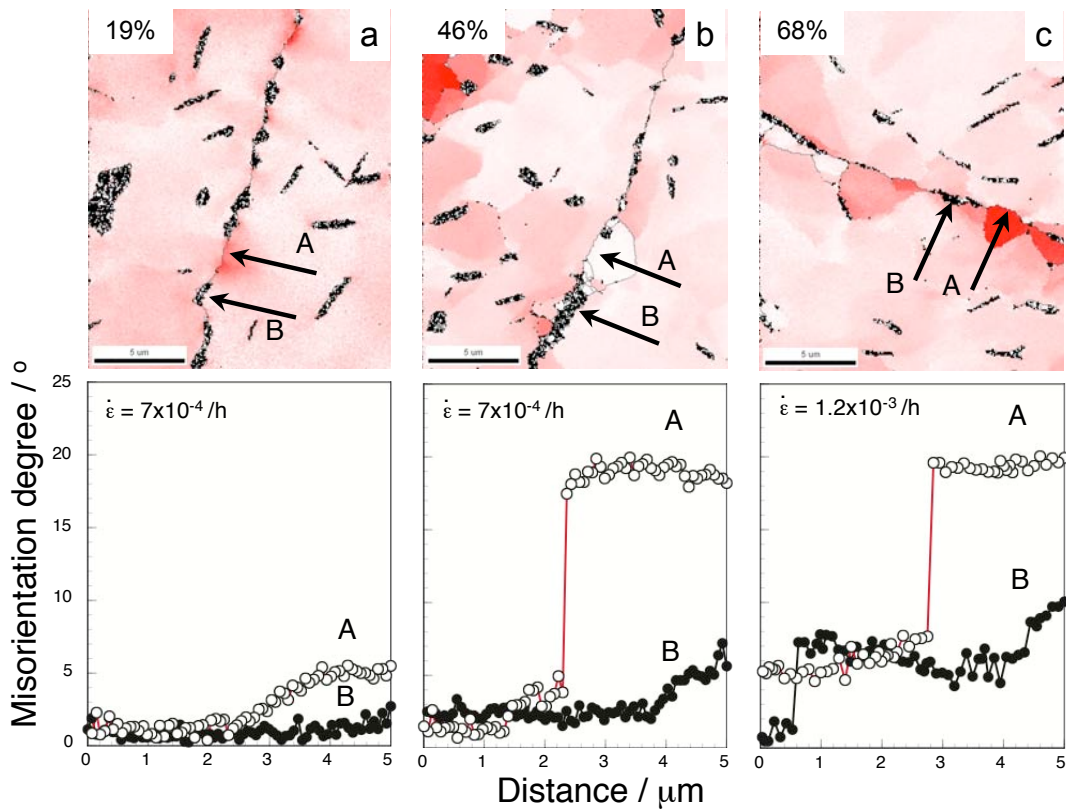 19%
a
A
B
5 um
46%
b
A
B
5 um
68%
c
B
A
5 um
Misorientation degree / °
25
20
15
10
5
0
ε̇ = 7x10⁻⁴ /h
A
B
0 1 2 3 4 5
ε̇ = 7x10⁻⁴ /h
A
B
0 1 2 3 4 5
ε̇ = 1.2x10⁻³ /h
A
B
0 1 2 3 4 5
Distance / μm